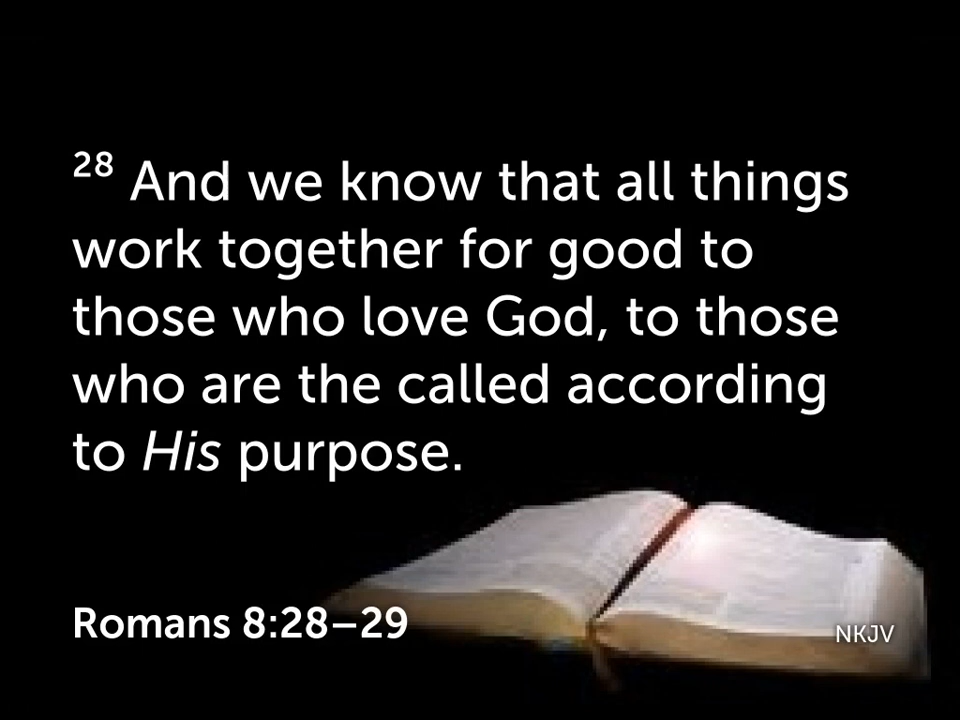 28 And we know that all things
work together for good to
those who love God, to those
who are the called according
to His purpose.
Romans 8:28–29
NKJV